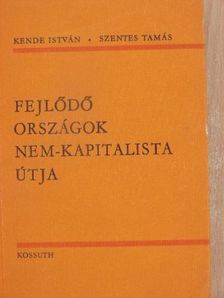 KENDE ISTVÁN • SZENTES TAMÁS
FEJLŐDŐ
ORSZÁGOK
NEM-KAPITALISTA
ÚTJA
KOSSUTH